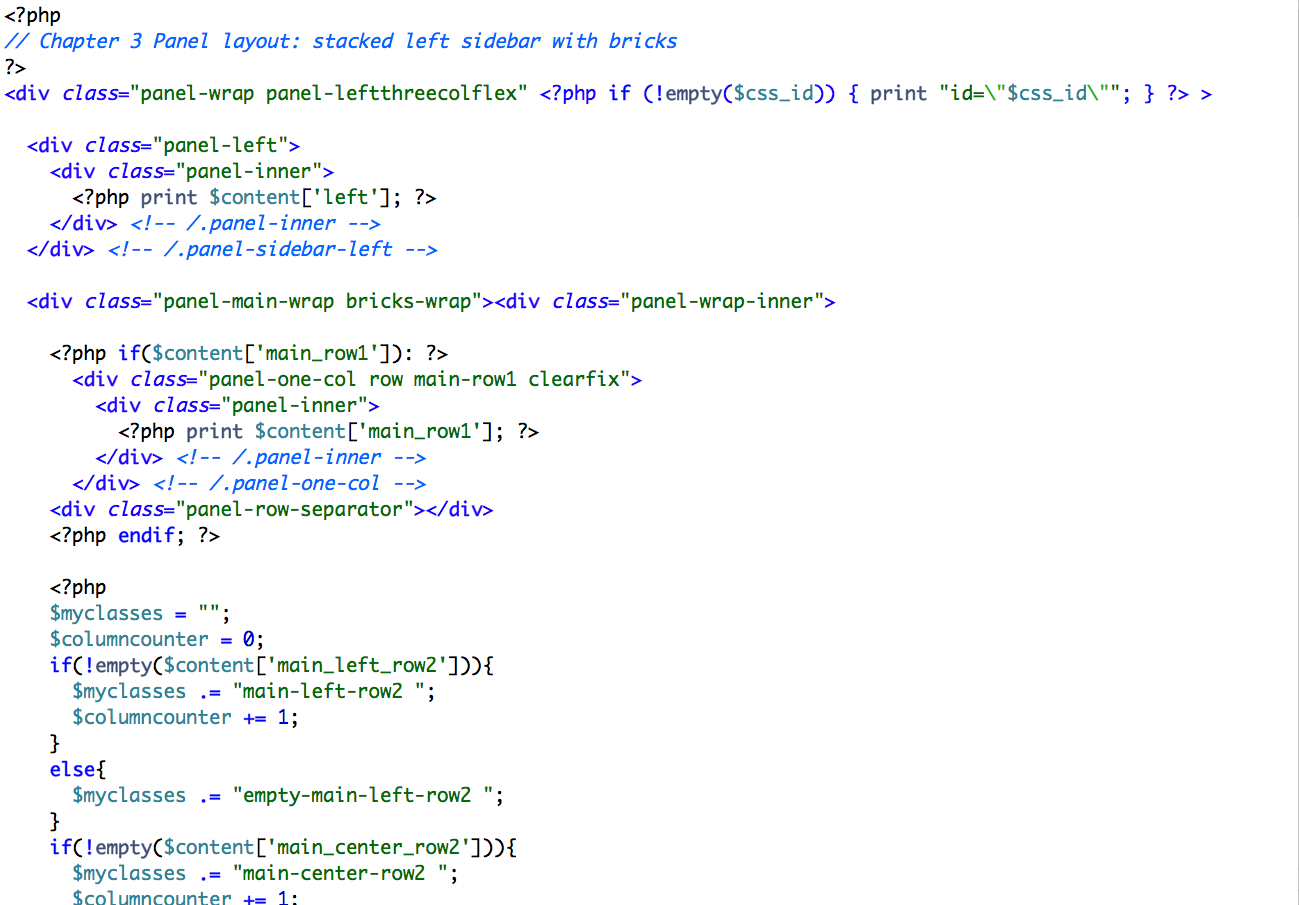 <?php
// Chapter 3 Panel layout: stacked left sidebar with bricks
?>
<div class="panel-wrap panel-leftthreecolflex" <?php if (!empty($css_id)) { print "id=\"$css_id\""; } ?> >

  <div class="panel-left">
    <div class="panel-inner">
      <?php print $content['left']; ?>
    </div> <!-- /.panel-inner -->
  </div> <!-- /.panel-sidebar-left -->

  <div class="panel-main-wrap bricks-wrap"><div class="panel-wrap-inner">

    <?php if($content['main_row1']): ?>
      <div class="panel-one-col row main-row1 clearfix">
        <div class="panel-inner">
          <?php print $content['main_row1']; ?>
        </div> <!-- /.panel-inner -->
      </div> <!-- /.panel-one-col -->
    <div class="panel-row-separator"></div>
    <?php endif; ?>

    <?php
    $myclasses = "";
    $columncounter = 0;
    if(!empty($content['main_left_row2'])){
      $myclasses .= "main-left-row2 ";
      $columncounter += 1;
    }
    else{
      $myclasses .= "empty-main-left-row2 ";
    }
    if(!empty($content['main_center_row2'])){
      $myclasses .= "main-center-row2 ";
      $columncounter += 1;